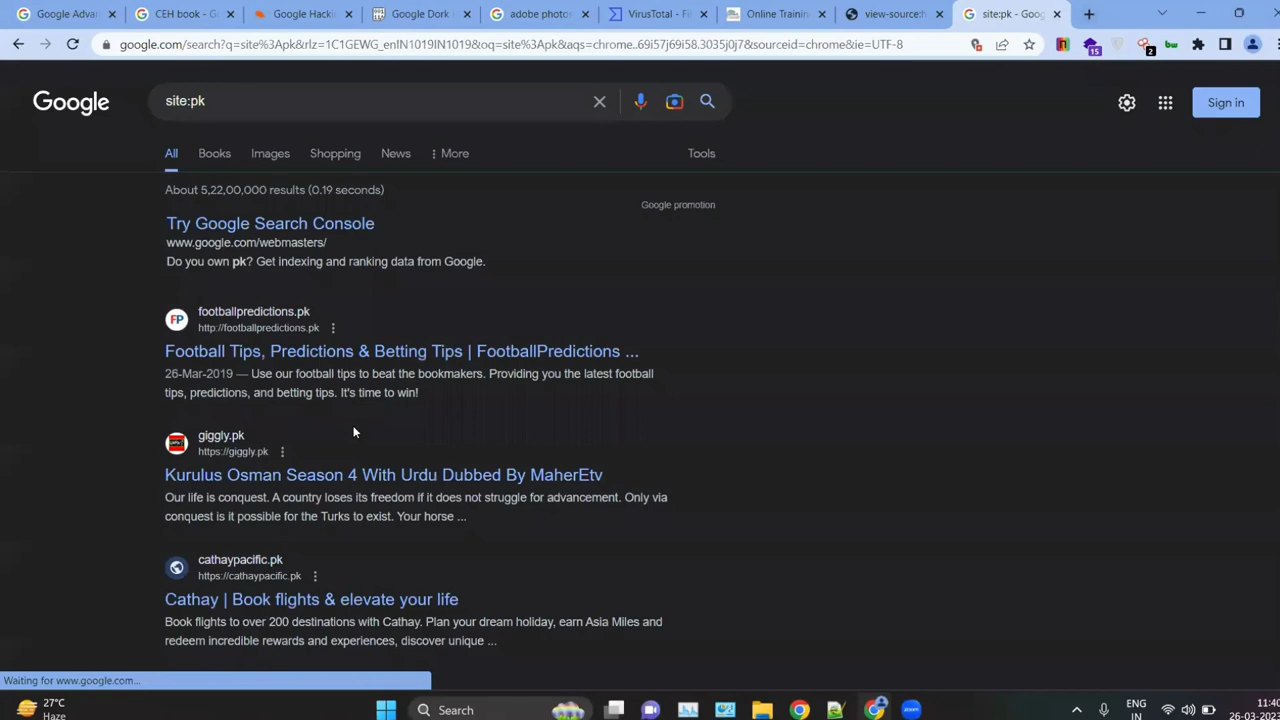 Google Advan
CEH book - G
Google Hacki
Google Dork H
adobe photos
VirusTotal - Fi
Online Training
view-source:h
site:pk - Goog
google.com/search?q=site%3Apk&rlz=1C1GEWG_enIN1019IN1019&oq=site%3Apk&aqs=chrome..69i57j69i58.3035j0j7&sourceid=chrome&ie=UTF-8
15
2
bw
Google
site:pk
Sign in
All
Books
Images
Shopping
News
More
Tools
About 5,22,00,000 results (0.19 seconds)
Google promotion
Try Google Search Console
www.google.com/webmasters/
Do you own pk? Get indexing and ranking data from Google.
FP
footballpredictions.pk
http://footballpredictions.pk
Football Tips, Predictions & Betting Tips | FootballPredictions ...
26-Mar-2019 — Use our football tips to beat the bookmakers. Providing you the latest football
tips, predictions, and betting tips. It's time to win!
giggly.pk
https://giggly.pk
Kurulus Osman Season 4 With Urdu Dubbed By MaherEtv
Our life is conquest. A country loses its freedom if it does not struggle for advancement. Only via
conquest is it possible for the Turks to exist. Your horse ...
cathaypacific.pk
https://cathaypacific.pk
Cathay | Book flights & elevate your life
Book flights to over 200 destinations with Cathay. Plan your dream holiday, earn Asia Miles and
redeem incredible rewards and experiences, discover unique ...
Waiting for www.google.com...
27°C
Haze
Search
zoom
ENG
IN
11:40
26-03-202